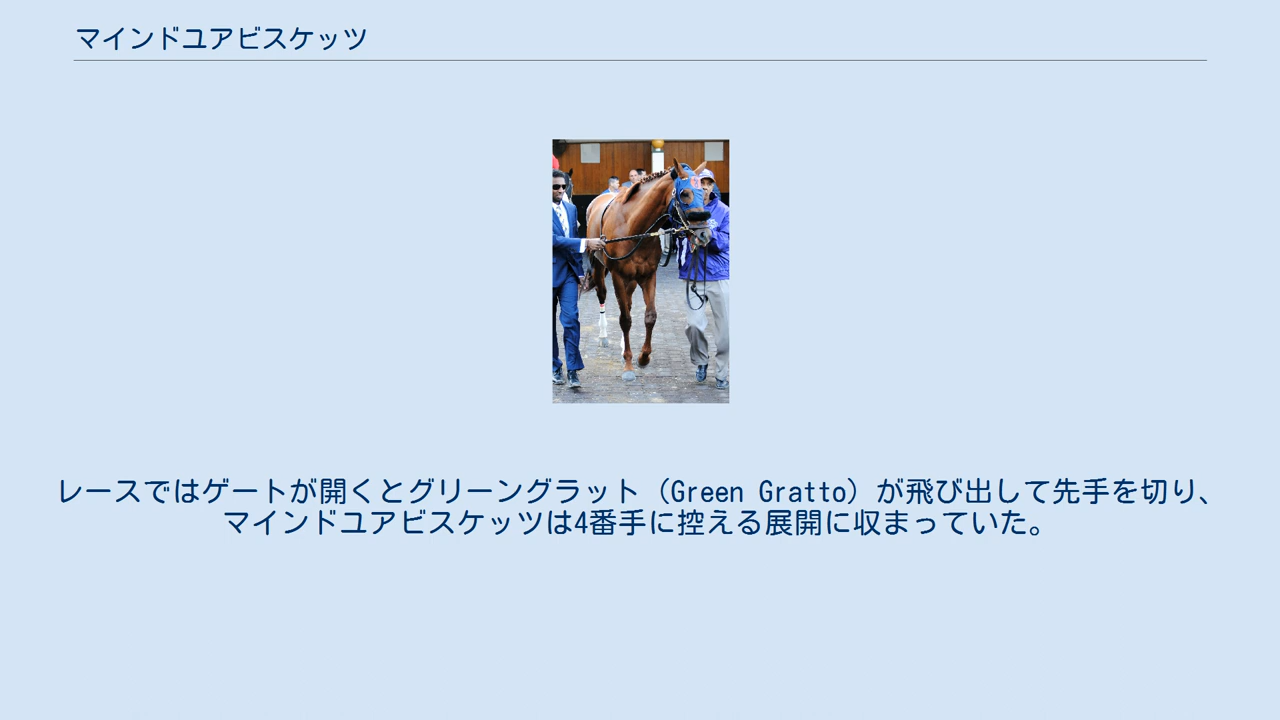 マインドユアビスケッツ
レースではゲートが開くとグリーングラット（Green Gratto）が飛び出して先手を切り、
マインドユアビスケッツは4番手に控える展開に収まっていた。